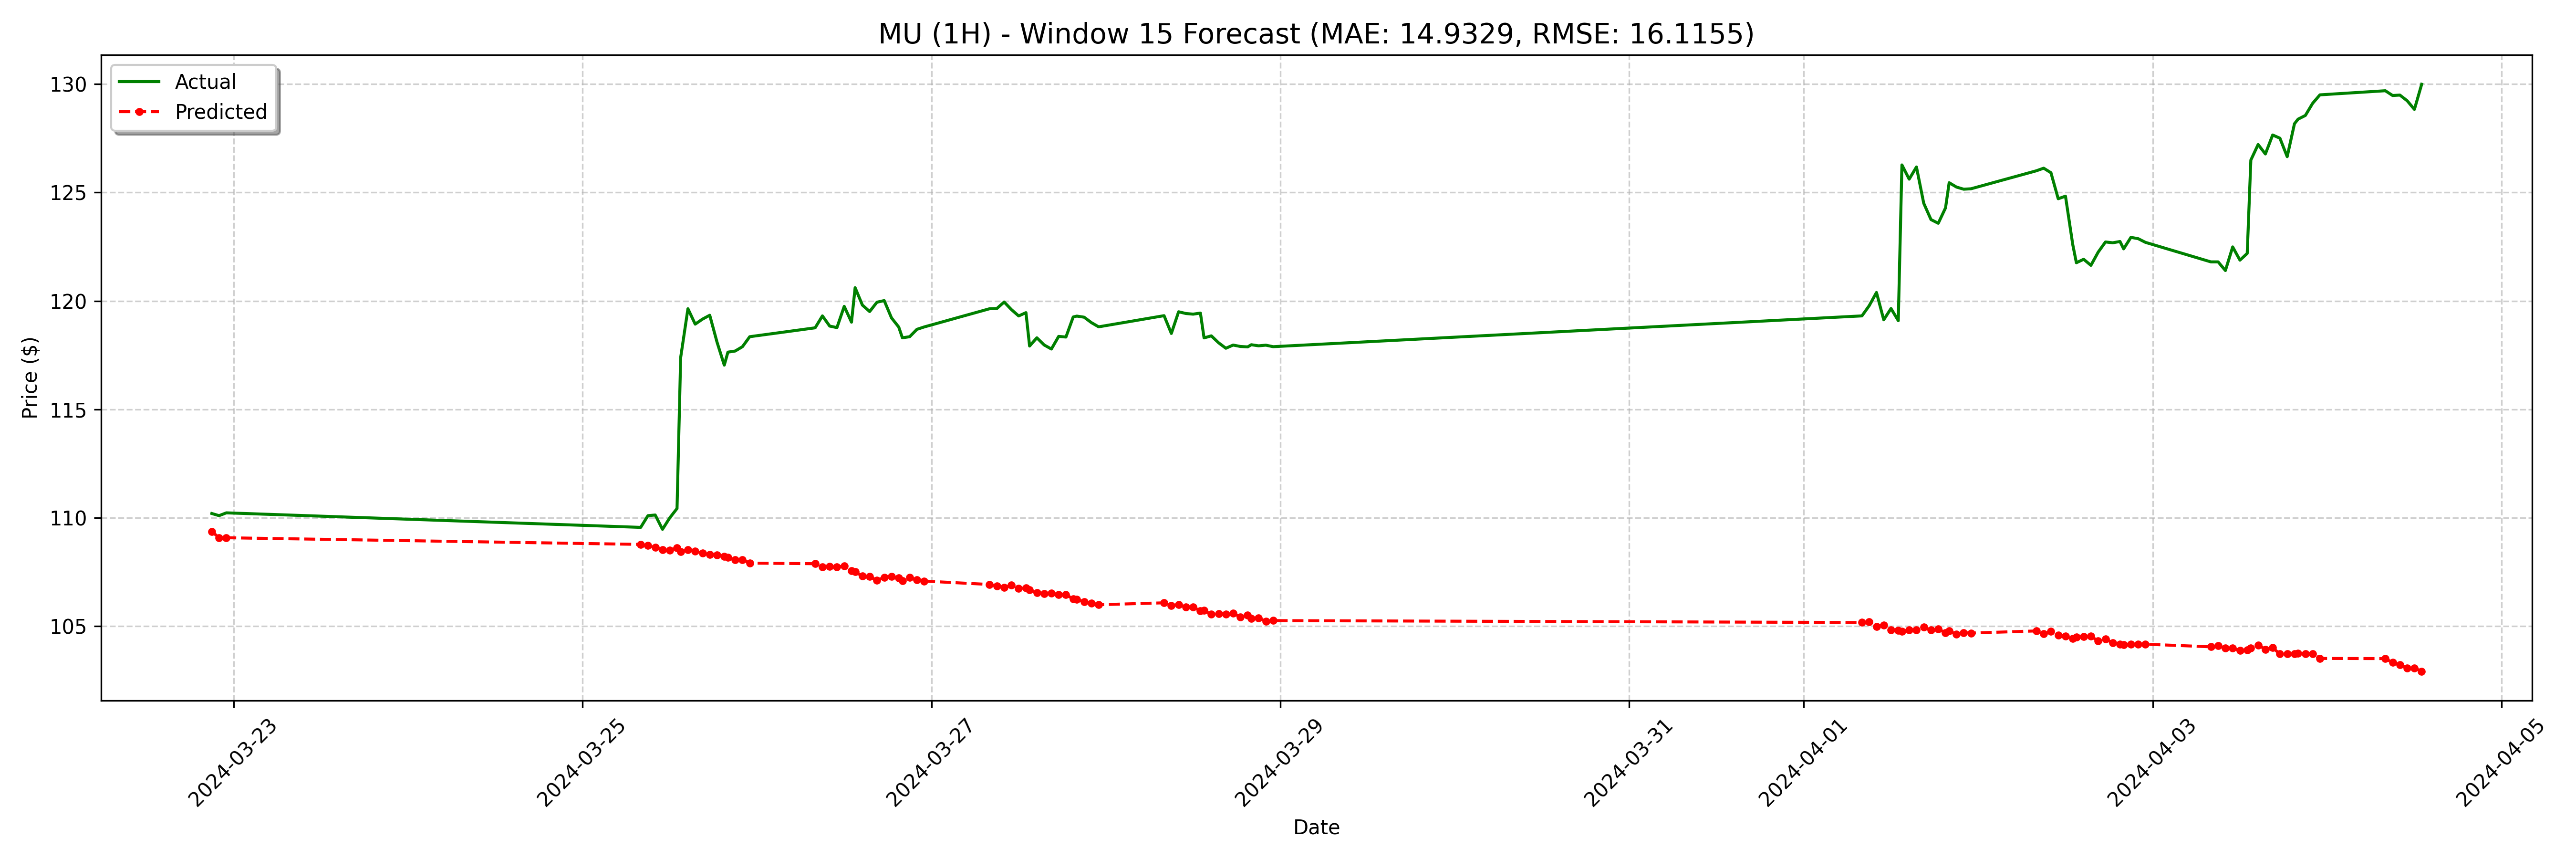 MU (1H) - Window 15 Forecast (MAE: 14.9329, RMSE: 16.1155)
Actual
Predicted
Price ($)
130
125
120
115
110
105
2024-03-23
2024-03-25
2024-03-27
2024-03-29
2024-03-31
2024-04-01
2024-04-03
2024-04-05
Date